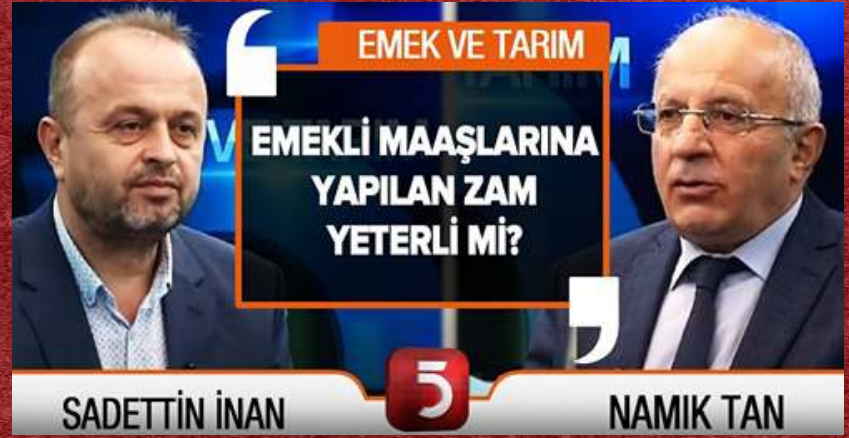 EMEK VE TARIM
EMEKLİ MAAŞLARINA
YAPILAN ZAM
YETERLİ Mİ?
SADETTİN İNAN
5
NAMIK TAN